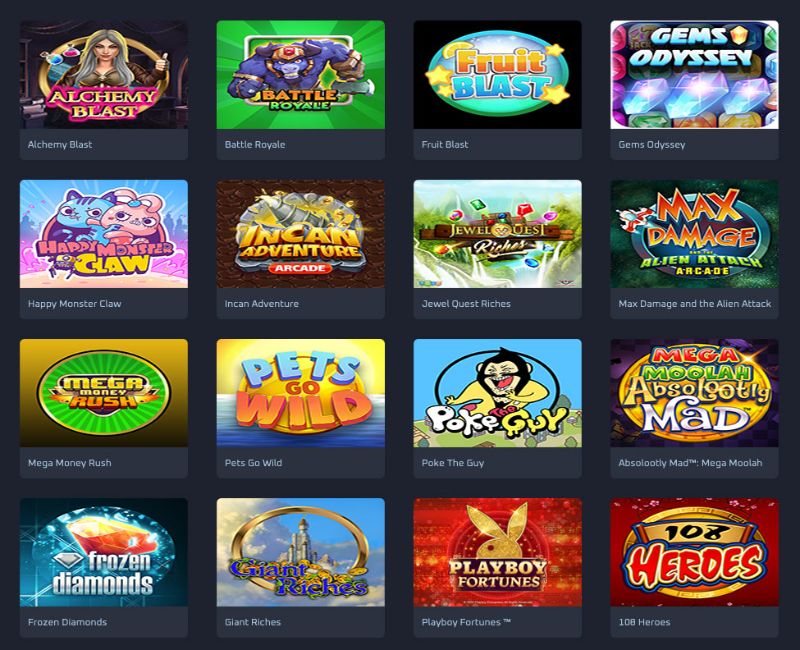 ALCHEMY
BLAST
Alchemy Blast
BATTLE
ROYALE
Battle Royale
Fruit
BLAST
Fruit Blast
GEMS
ODYSSEY
Gems Odyssey
HAPPY MONSTER
CLAW
Happy Monster Claw
INCAN
ADVENTURE
ARCADE
Incan Adventure
JEWEL QUEST
Riches
Jewel Quest Riches
MAX
DAMAGE
AND THE
ALIEN ATTACK
ARCADE
Max Damage and the Alien Attack
MEGA
MONEY
RUSH
Mega Money Rush
PETS
GO
WILD
Pets Go Wild
POKE THE GUY
Poke The Guy
MEGA
MOOLAH
Absolootly
MAD™
Absolootly Mad™: Mega Moolah
frozen
diamonds
Frozen Diamonds
Giant
Riches
Giant Riches
PLAYBOY
FORTUNES™
Playboy Fortunes ™
108
HEROES
108 Heroes